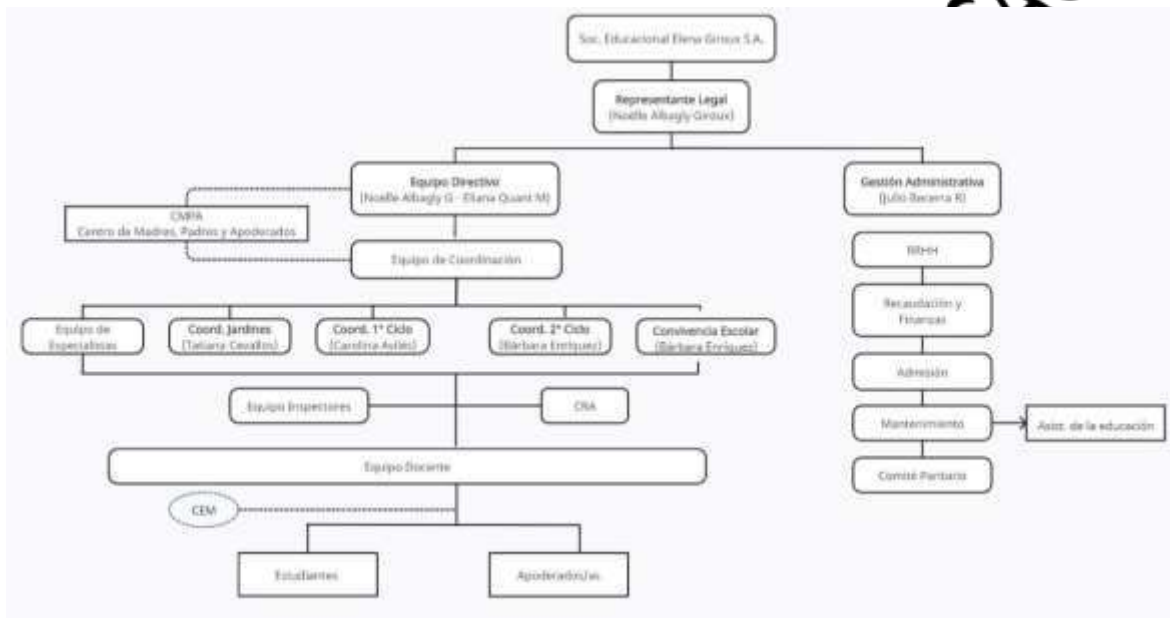 Soc. Educacional Elena Giroux S.A.
Representante Legal
(Noëlle Albagly Giroux)
Equipo Directivo
(Noëlle Albagly G - Eliana Quant M)
Gestión Administrativa
(Julio Becerra R)
CMPA
Centro de Madres, Padres y Apoderados
Equipo de Coordinación
RRHH
Recaudación y
Finanzas
Equipo de
Especialistas
Coord. Jardines
(Tatiana Cevallos)
Coord. 1° Ciclo
(Carolina Avilés)
Coord. 2° Ciclo
(Bárbara Enríquez)
Convivencia Escolar
(Bárbara Enríquez)
Admisión
Equipo Inspectores
CRA
Mantenimiento
Asist. de la educación
Equipo Docente
Comité Paritario
CEM
Estudiantes
Apoderados/as